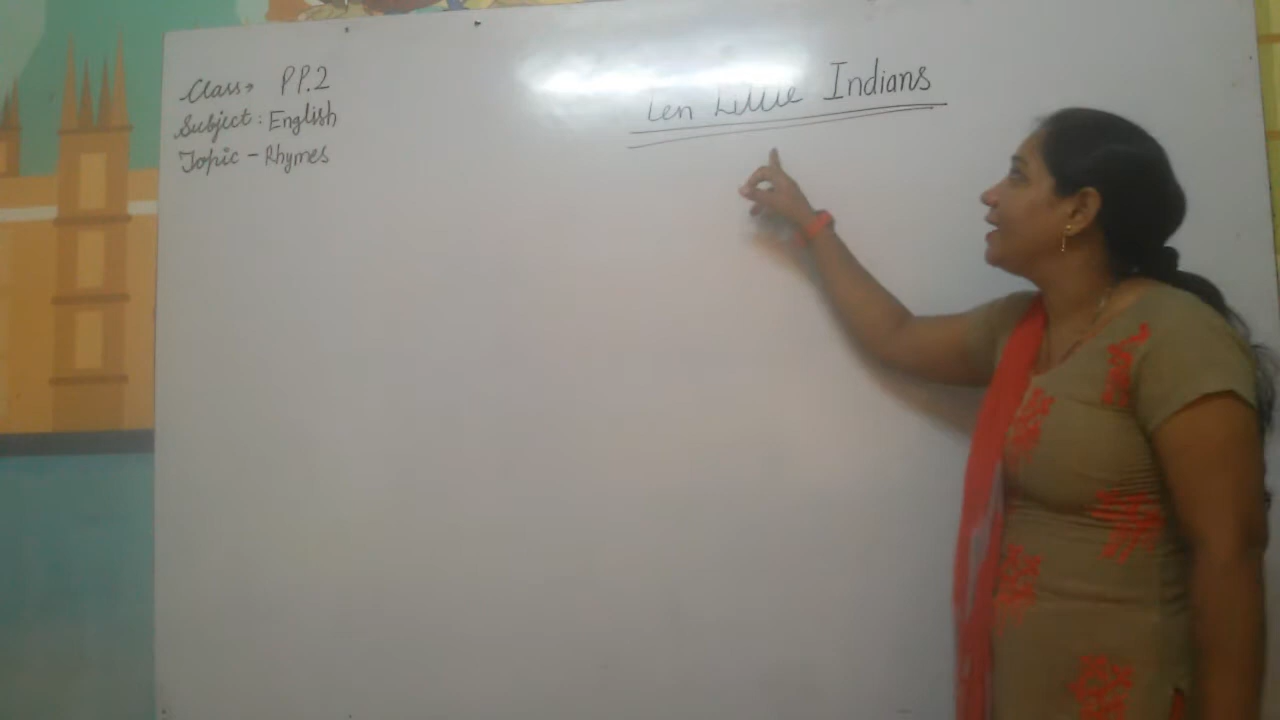 Class → PP.2
Subject : English
Topic - Rhymes
Ten Little Indians